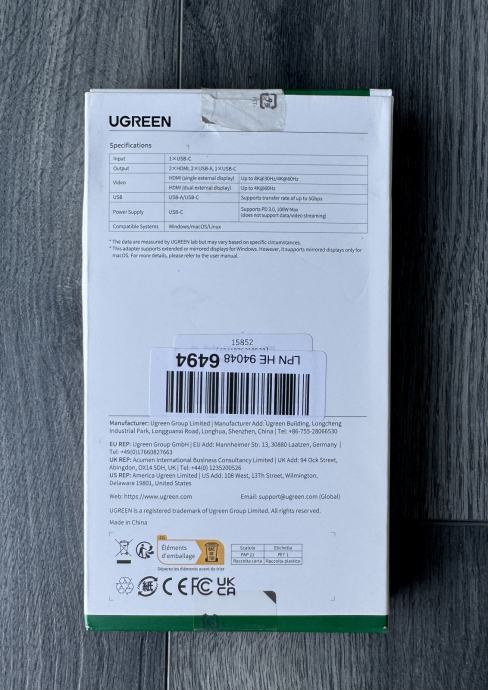 UGREEN
Specifications
Input 1×USB-C
Output 2×HDMI, 2×USB-A, 1×USB-C
Video HDMI (single external display) Up to 8K@30Hz/4K@60Hz
HDMI (dual external display) Up to 4K@60Hz
USB USB-A/USB-C Supports transfer rate of up to 5Gbps
Power Supply USB-C Supports PD 3.0, 100W Max
(does not support data/video streaming)
Compatible Systems Windows/macOS/Linux
* The data are measured by UGREEN lab but may vary based on specific circumstances.
* This adapter supports extended or mirrored displays for Windows. However, it supports mirrored displays only for
macOS. For more details, please refer to the user manual.
15852
LPN HE 94048 6494
Manufacturer: Ugreen Group Limited | Manufacturer Add: Ugreen Building, Longcheng
Industrial Park, Longguanxi Road, Longhua, Shenzhen, China | Tel: +86-755-28066530
EU REP: Ugreen Group GmbH | EU Add: Mannheimer Str. 13, 30880 Laatzen, Germany |
Tel: +49(0)17660827663
UK REP: Acumen International Business Consultancy Limited | UK Add: 94 Ock Street,
Abingdon, OX14 5DH, UK | Tel: +44(0) 1235200526
US REP: America Ugreen Limited | US Add: 108 West, 13Th Street, Wilmington,
Delaware 19801, United States
Web: https://www.ugreen.com Email: support@ugreen.com (Global)
UGREEN is a registered trademark of Ugreen Group Limited. All rights reserved.
Made in China
Éléments
d'emballage
Séparez les éléments avant de trier
Scatola Etichetta
PAP 21 PET 1
Raccolta carta Raccolta plastica
紙 CE FC UK
CA